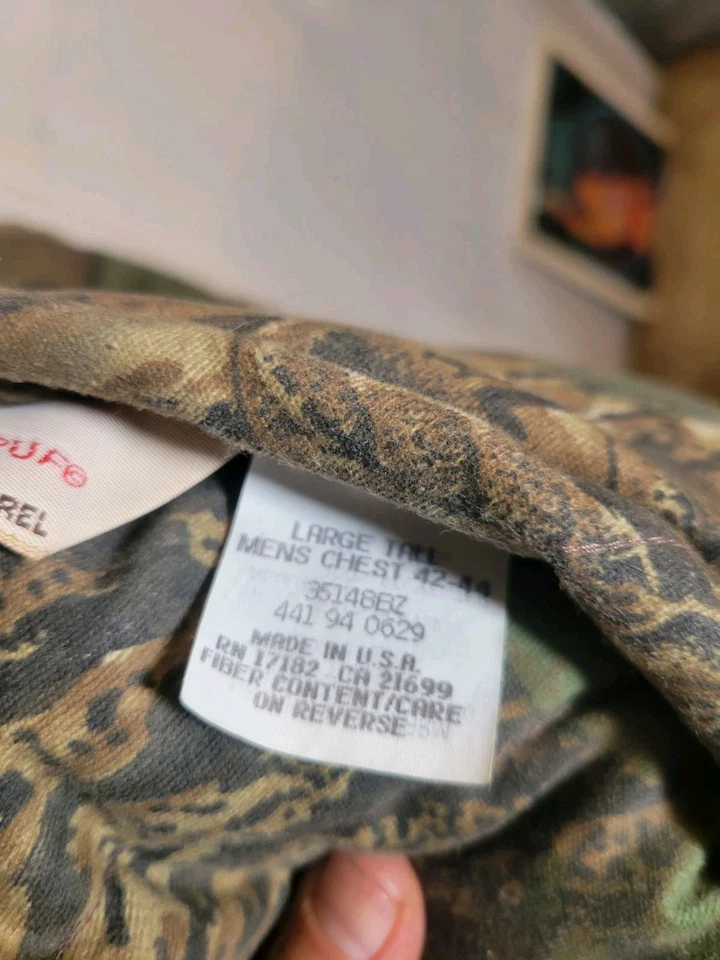 UF®
REL
LARGE TALL
MENS CHEST 42-44
35148BZ
441 94 0629
MADE IN U.S.A.
RN 17182 CA 21699
FIBER CONTENT/CARE
ON REVERSE